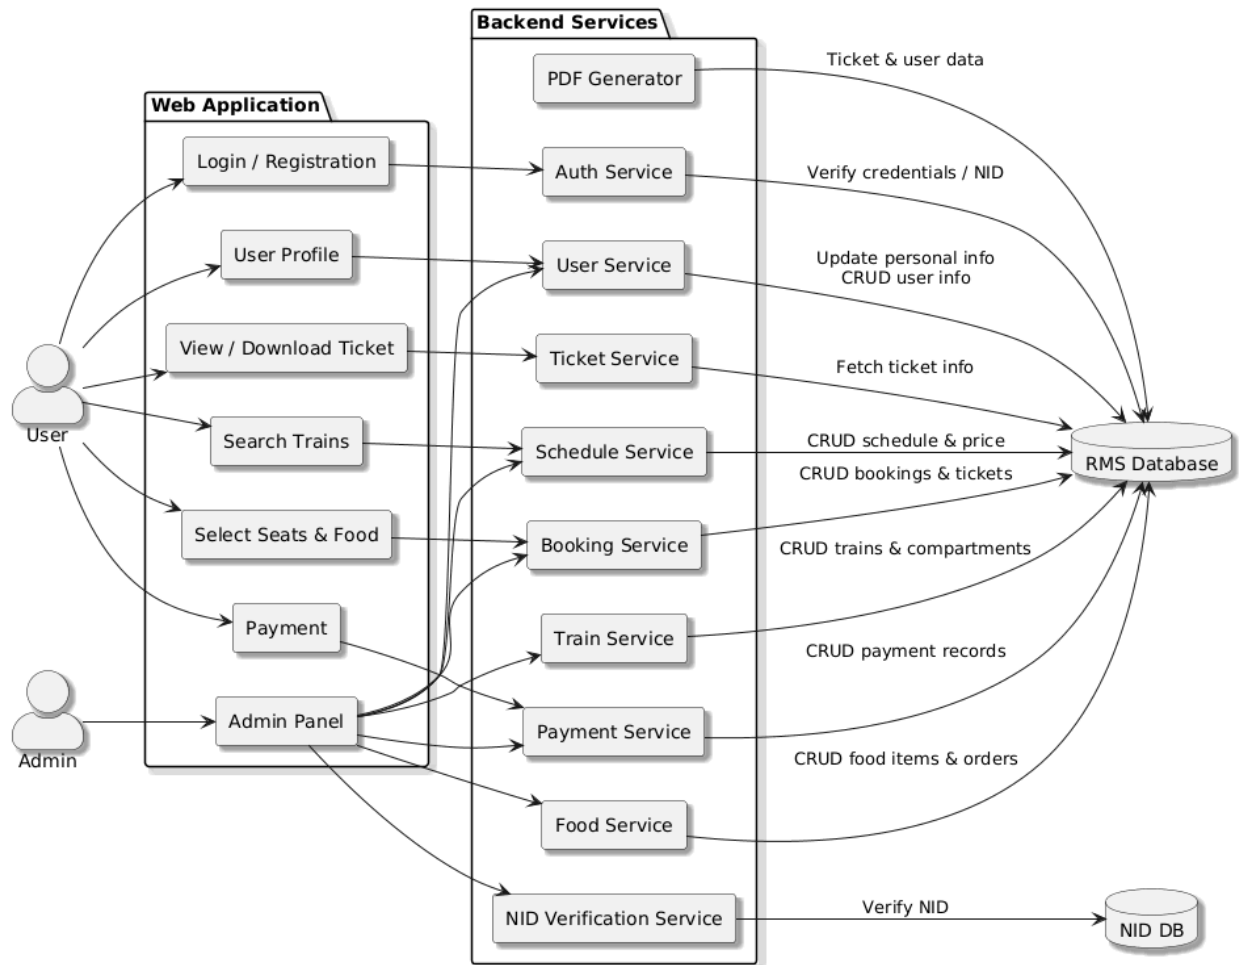 Backend Services
PDF Generator
Ticket & user data
Web Application
Login / Registration
Auth Service
Verify credentials / NID
User Profile
User Service
Update personal info
CRUD user info
View / Download Ticket
Ticket Service
Fetch ticket info
User
Search Trains
Schedule Service
CRUD schedule & price
RMS Database
CRUD bookings & tickets
Select Seats & Food
Booking Service
CRUD trains & compartments
Payment
Train Service
CRUD payment records
Admin
Admin Panel
Payment Service
CRUD food items & orders
Food Service
NID Verification Service
Verify NID
NID DB